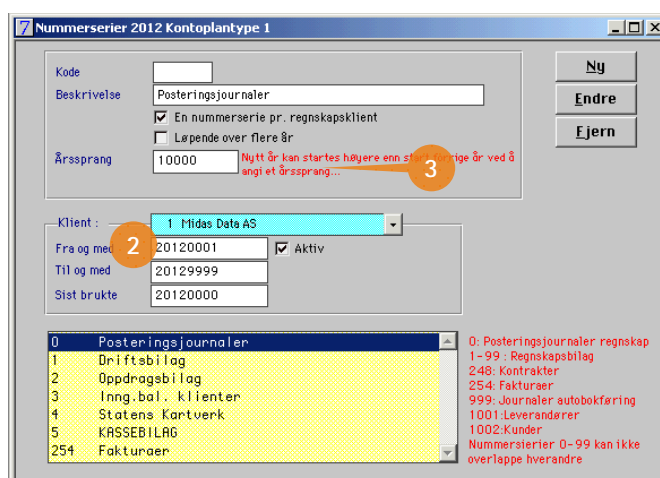 7 Nummerserier 2012 Kontoplantype 1
Kode
Beskrivelse Posteringsjournaler
En nummerserie pr. regnskapsklient
Løpende over flere år
Årssprang 10000 Nytt år kan startes høyere enn start forrige år ved å
angi et årssprang...
3
Ny
Endre
Fjern
Klient : 1 Midas Data AS
2
Fra og med 20120001 Aktiv
Til og med 20129999
Sist brukte 20120000
0 Posteringsjournaler
1 Driftsbilag
2 Oppdragsbilag
3 Inng.bal. klienter
4 Statens Kartverk
5 KASSEBILAG
254 Fakturaer
0: Posteringsjournaler regnskap
1-99 : Regnskapsbilag
248: Kontrakter
254: Fakturaer
999: Journaler autobokføring
1001:Leverandører
1002:Kunder
Nummersierier 0-99 kan ikke
overlappe hverandre